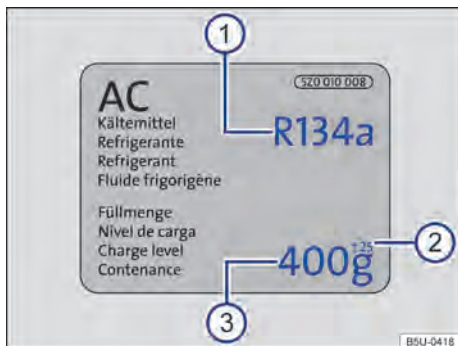 1
5Z0 010 008
AC
R134a
Kältemittel
Refrigerante
Refrigerant
Fluide frigorigène
Füllmenge
Nivel de carga
Charge level
Contenance
±25
2
400g
3
B5U-0418